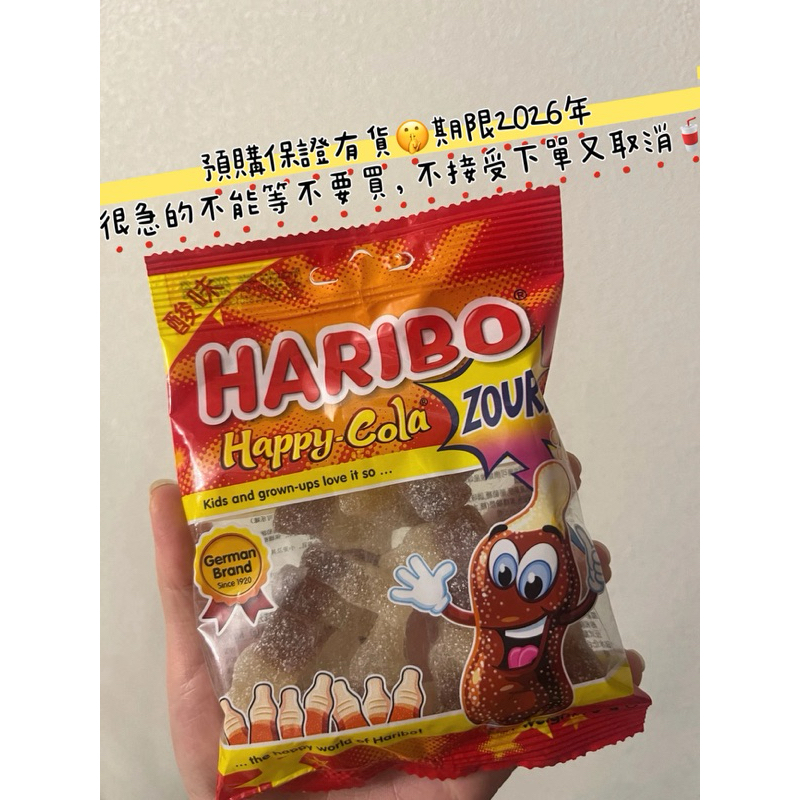 預購保證有貨🤫期限2026年
很急的不能等不要買,不接受下單又取消🥤
酸味
HARIBO®
Happy-Cola®
ZOUR
Kids and grown-ups love it so ...
German
Brand
Since 1920
...the happy world of Haribo!